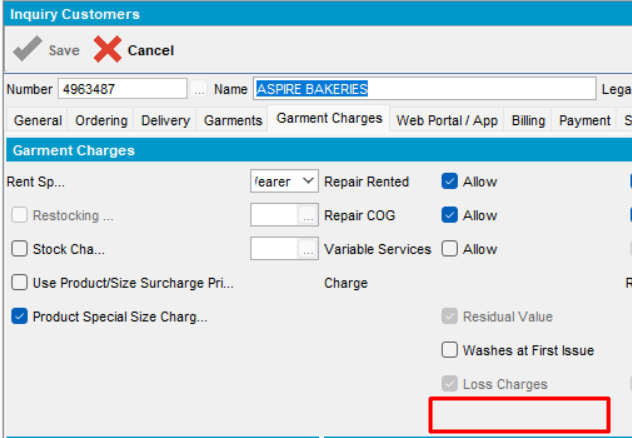 Inquiry Customers
Save Cancel
Number 4963487 ... Name ASPIRE BAKERIES Lega
General Ordering Delivery Garments Garment Charges Web Portal / App Billing Payment S
Garment Charges
Rent Sp... /earer Repair Rented Allow
Restocking ... ... Repair COG Allow
Stock Cha... ... Variable Services Allow
Use Product/Size Surcharge Pri... Charge R
Product Special Size Charg... Residual Value
Washes at First Issue
Loss Charges